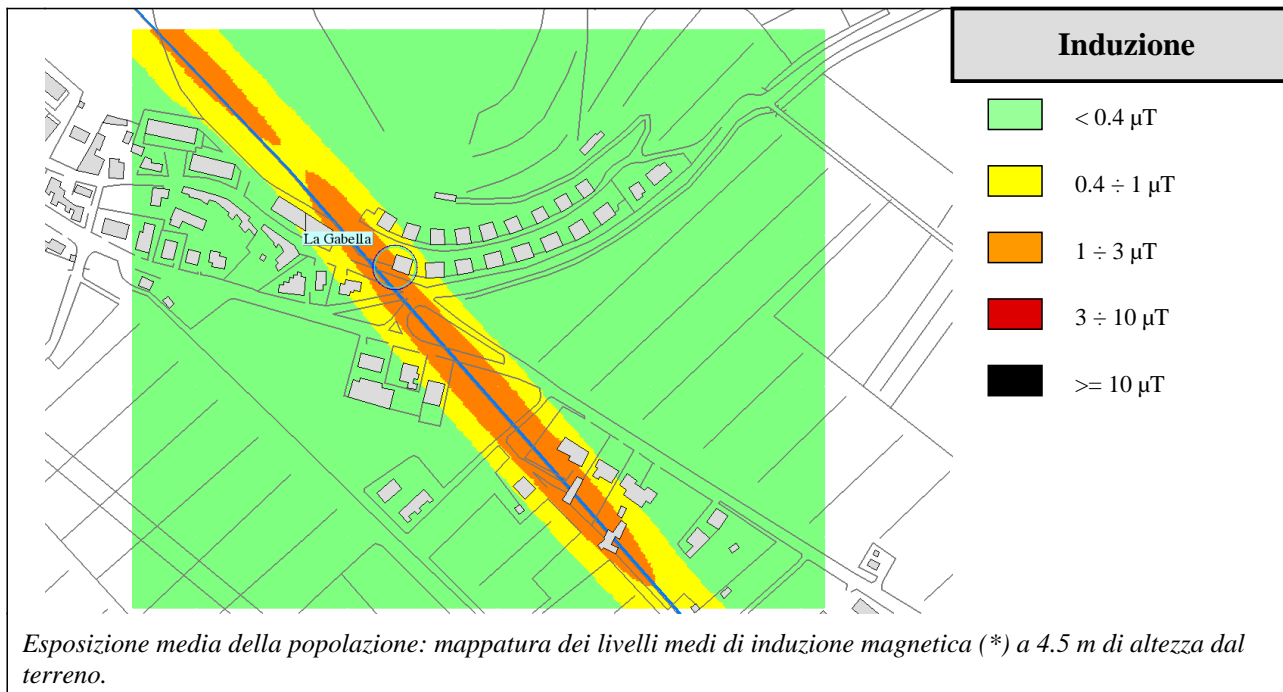 Induzione
< 0.4 µT
0.4 ÷ 1 µT
1 ÷ 3 µT
3 ÷ 10 µT
>= 10 µT
La Gabella
Esposizione media della popolazione: mappatura dei livelli medi di induzione magnetica (*) a 4.5 m di altezza dal
terreno.